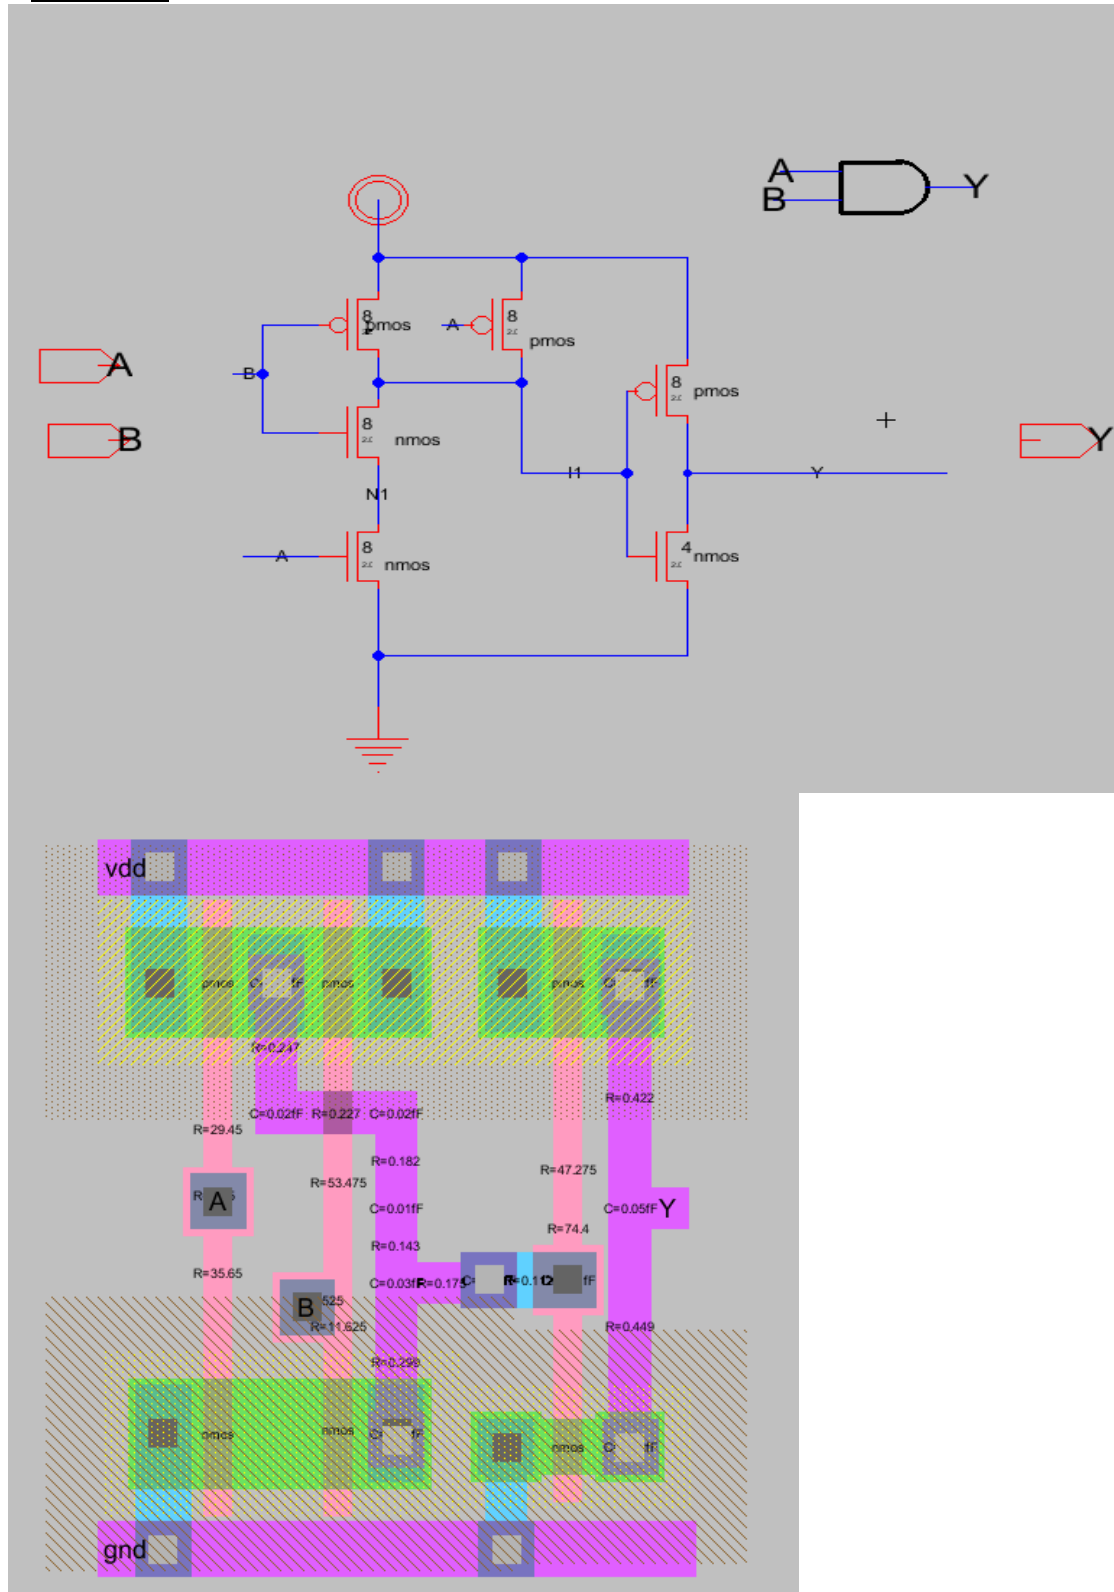 A
B Y
8 pmos
A 8 pmos
B
A
B
8 nmos
8 pmos
Y
I1 Y
N1
A 8 nmos
4 nmos
vdd
pmos pmos pmos
R=0.247
R=0.422
C=0.02fF R=0.227 C=0.02fF
R=29.45
R=0.182
R=47.275
R=53.475
A
C=0.01fF
C=0.05fF Y
R=74.4
R=0.143
R=35.65
C=0.03fF R=0.175
B
R=11.625
R=0.449
nmos nmos nmos
gnd